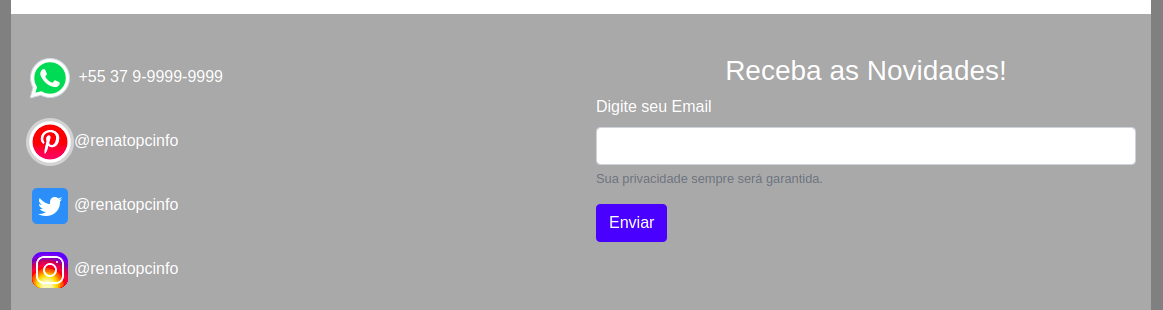 +55 37 9-9999-9999
@renatopcinfo
@renatopcinfo
@renatopcinfo
Receba as Novidades!
Digite seu Email
Sua privacidade sempre será garantida.
Enviar